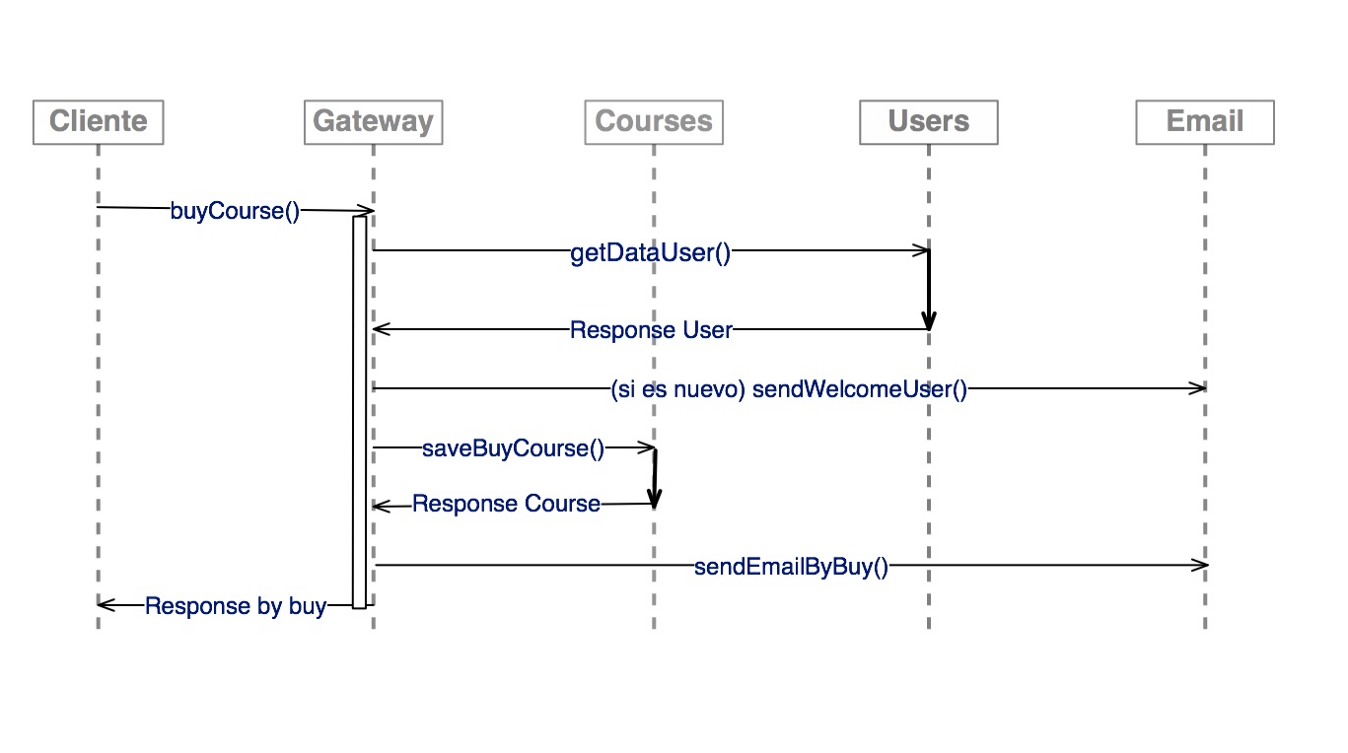 Cliente
Gateway
Courses
Users
Email
buyCourse()
getDataUser()
Response User
(si es nuevo) sendWelcomeUser()
saveBuyCourse()
Response Course
sendEmailByBuy()
Response by buy